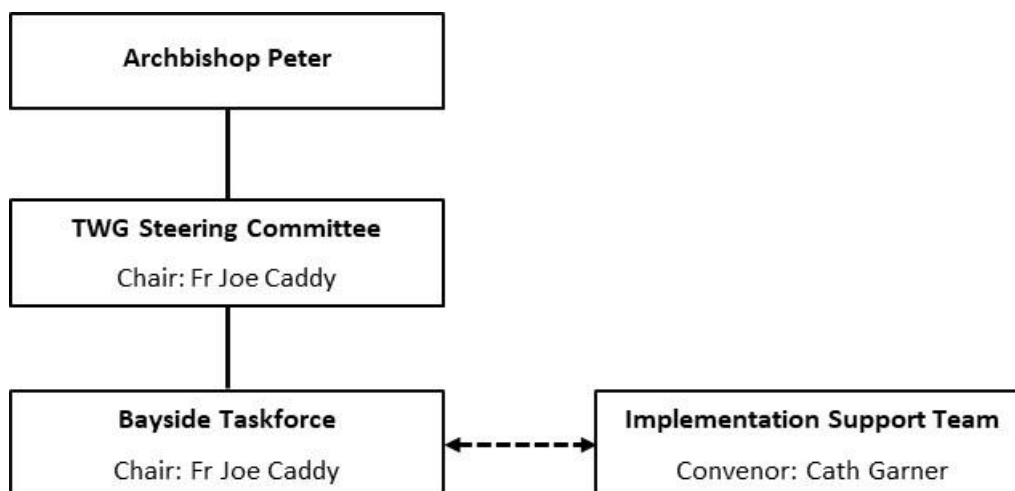 Archbishop Peter
TWG Steering Committee
Chair: Fr Joe Caddy
Bayside Taskforce
Chair: Fr Joe Caddy
Implementation Support Team
Convenor: Cath Garner